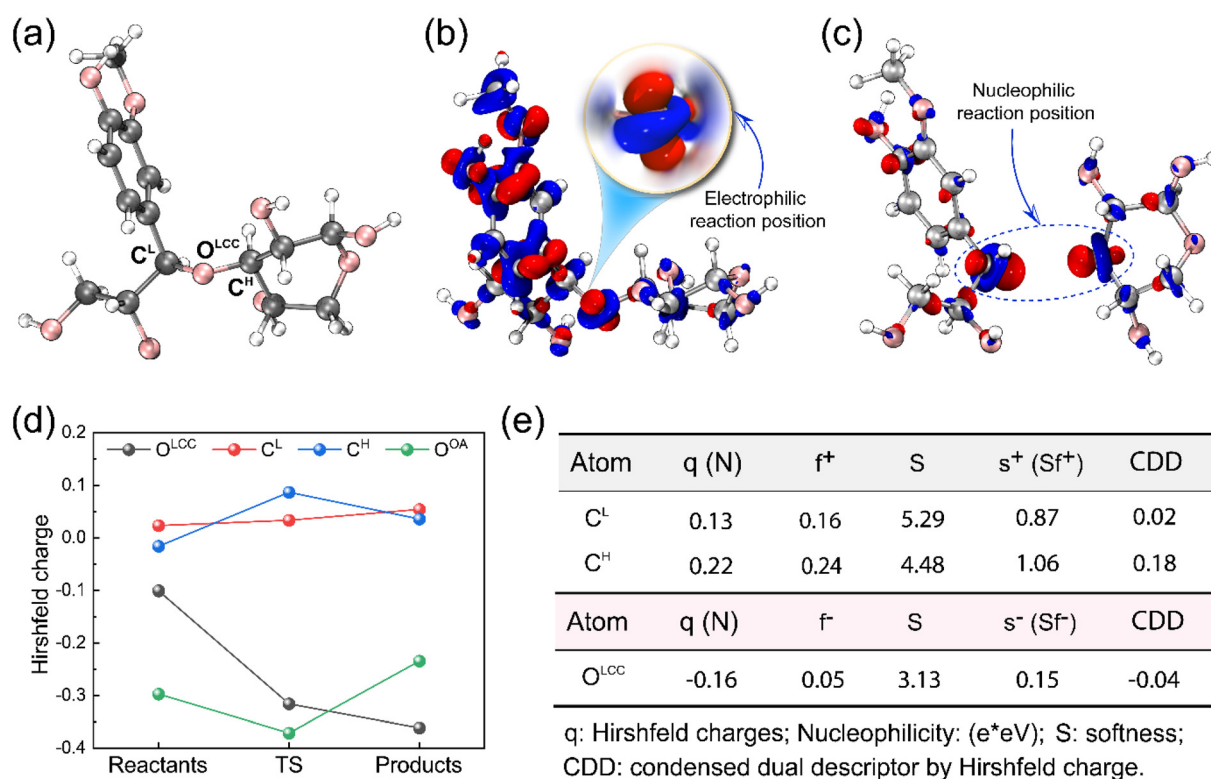 (a)
C^L
O^LCC
C^H
(b)
Electrophilic
reaction position
(c)
Nucleophilic
reaction position
(d)
O^LCC C^L C^H O^OA
Hirshfeld charge
0.2
0.1
0.0
-0.1
-0.2
-0.3
-0.4
Reactants TS Products
(e)
Atom q (N) f⁺ S s⁺ (Sf⁺) CDD
C^L 0.13 0.16 5.29 0.87 0.02
C^H 0.22 0.24 4.48 1.06 0.18
Atom q (N) f⁻ S s⁻ (Sf⁻) CDD
O^LCC -0.16 0.05 3.13 0.15 -0.04
q: Hirshfeld charges; Nucleophilicity: (e*eV); S: softness;
CDD: condensed dual descriptor by Hirshfeld charge.